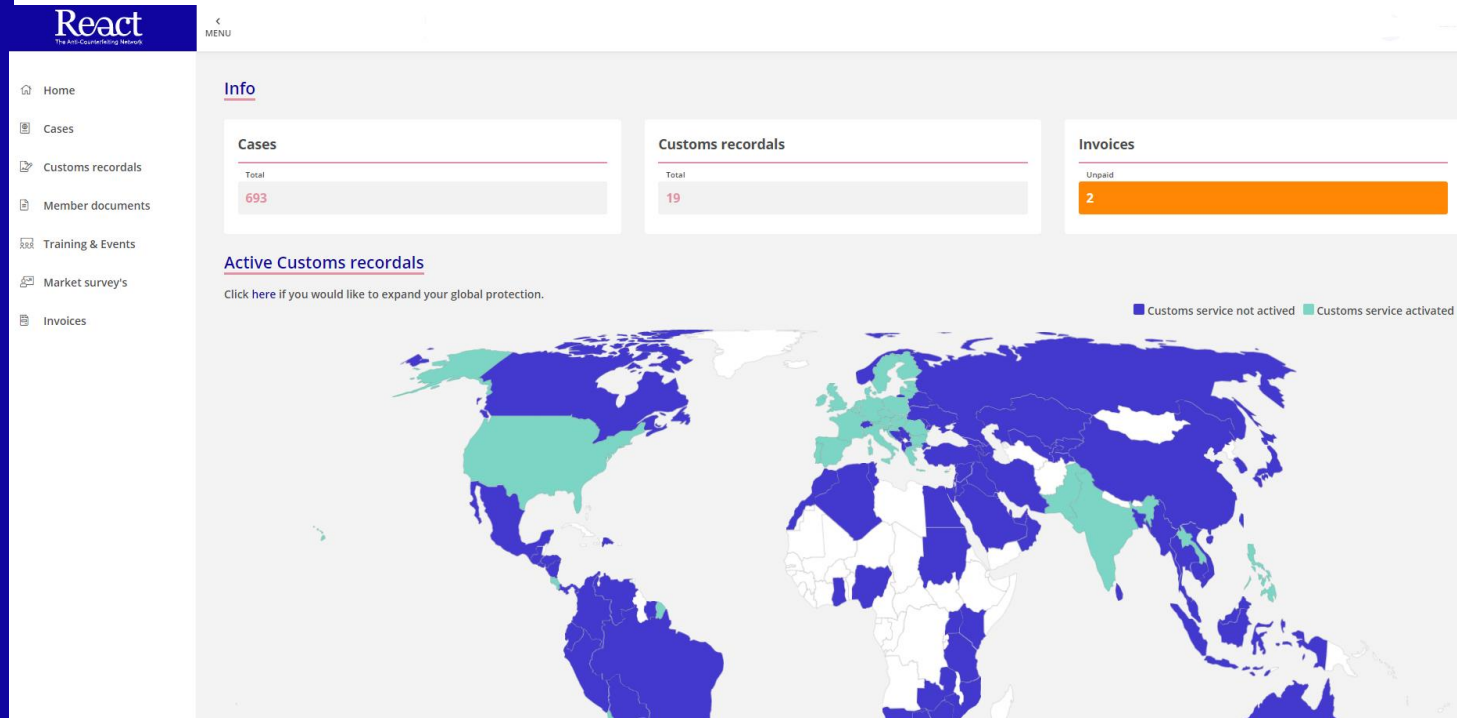 React
The Anti-Counterfeiting Network
MENU
Home
Cases
Customs recordals
Member documents
Training & Events
Market survey's
Invoices
Info
Cases
Total
693
Customs recordals
Total
19
Invoices
Unpaid
2
Active Customs recordals
Click here if you would like to expand your global protection.
Customs service not actived Customs service activated